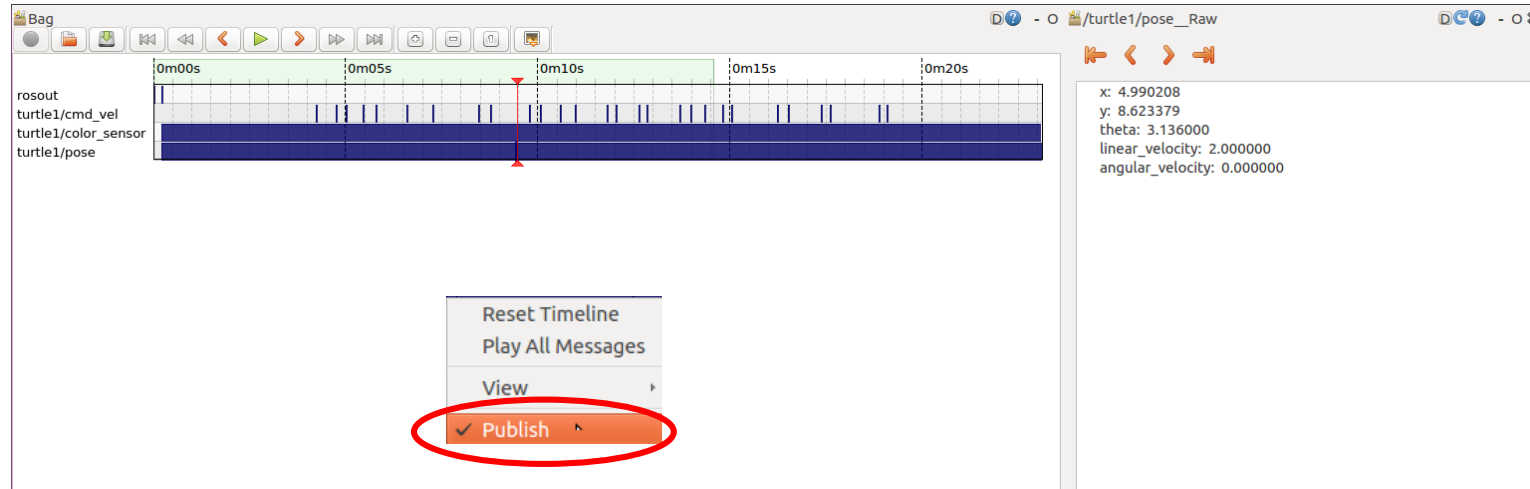 Bag
D? - O
/turtle1/pose__Raw
D ? - O
0m00s 0m05s 0m10s 0m15s 0m20s
rosout
turtle1/cmd_vel
turtle1/color_sensor
turtle1/pose
x: 4.990208
y: 8.623379
theta: 3.136000
linear_velocity: 2.000000
angular_velocity: 0.000000
Reset Timeline
Play All Messages
View
Publish